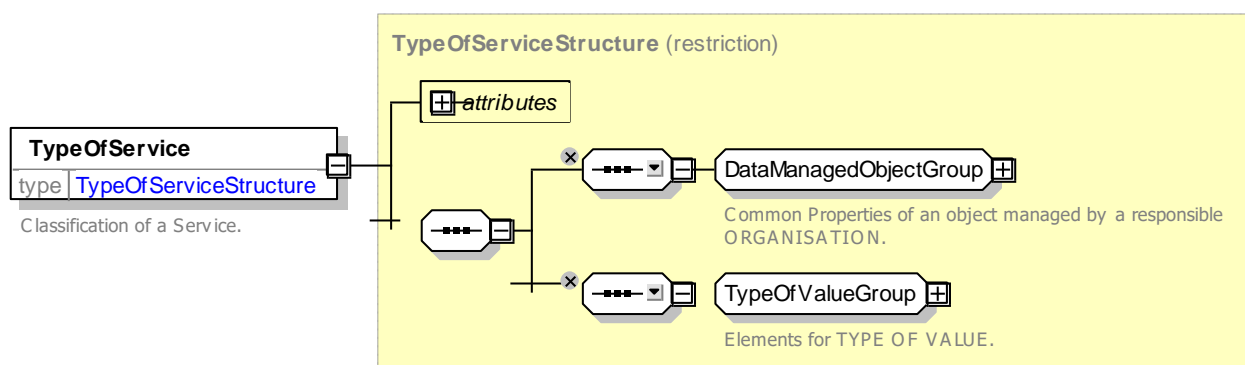 TypeOfServiceStructure (restriction)
attributes
TypeOfService
type TypeOfServiceStructure
Classification of a Service.
DataManagedObjectGroup
Common Properties of an object managed by a responsible
ORGANISATION.
TypeOfValueGroup
Elements for TYPE OF VALUE.